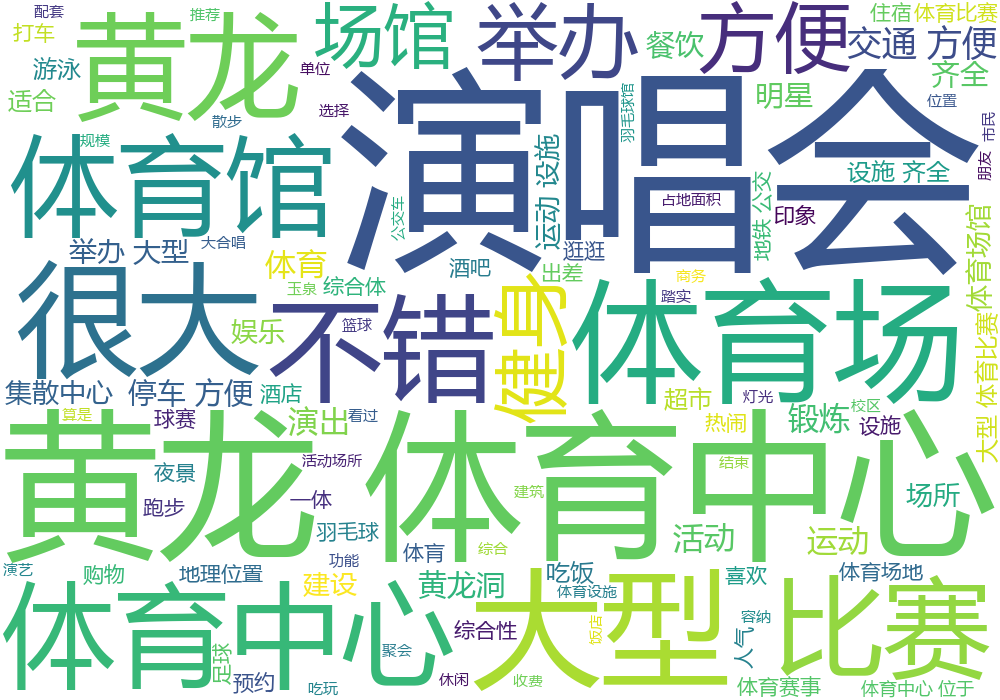 配套
推荐
打车
黄龙
场馆
举办
方便
住宿
体育比赛
餐饮
交通 方便
游泳
单位
适合
选择
散步
羽毛球馆
明星
齐全
位置
市民
规模
体育馆
演唱会
朋友
运动 设施
设施 齐全
占地面积
地铁 公交
公交车
印象
体育场馆
举办 大型
大合唱
体育
酒吧
逛逛
出差
玉泉
综合体
商务
踏实
很大
不错
健身
体育场
娱乐
篮球
大型 体育比赛
集散中心
停车 方便
酒店
超市
灯光
校区
算是
球赛
演出
看过
热闹
锻炼
设施
黄龙 体育中心
活动场所
夜景
结束
跑步
一体
建筑
场所
羽毛球
综合
活动
运动
体肓
功能
演艺
购物
地理位置
建设
黄龙洞
吃饭
喜欢
体育场地
体育设施
体育中心
大型
比赛
容纳
综合性
饭店
人气
足球
聚会
预约
吃玩
休闲
收费
体育赛事
体育中心 位于